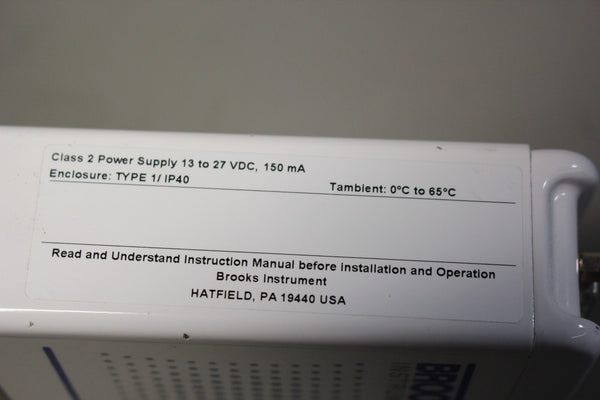 Class 2 Power Supply 13 to 27 VDC, 150 mA
Enclosure: TYPE 1/ IP40
Tambient: 0°C to 65°C
Read and Understand Instruction Manual before Installation and Operation
Brooks Instrument
HATFIELD, PA 19440 USA